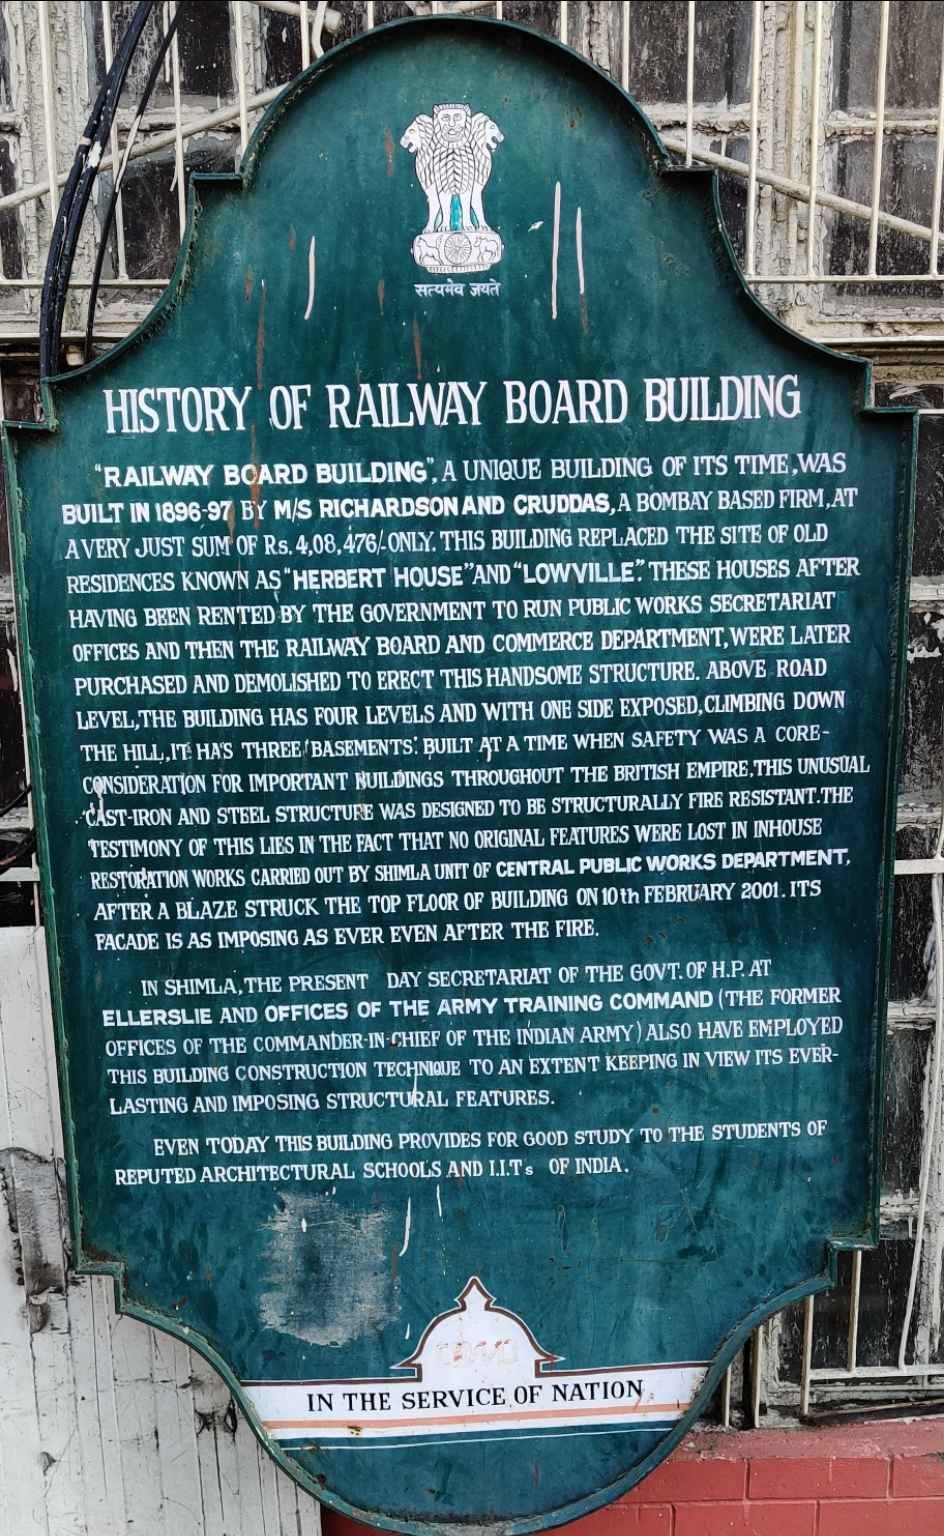 सत्यमेव जयते
HISTORY OF RAILWAY BOARD BUILDING
"RAILWAY BOARD BUILDING", A UNIQUE BUILDING OF ITS TIME, WAS
BUILT IN 1896-97 BY M/S RICHARDSON AND CRUDDAS, A BOMBAY BASED FIRM, AT
A VERY JUST SUM OF Rs. 4,08,476/- ONLY. THIS BUILDING REPLACED THE SITE OF OLD
RESIDENCES KNOWN AS "HERBERT HOUSE" AND "LOWVILLE". THESE HOUSES AFTER
HAVING BEEN RENTED BY THE GOVERNMENT TO RUN PUBLIC WORKS SECRETARIAT
OFFICES AND THEN THE RAILWAY BOARD AND COMMERCE DEPARTMENT, WERE LATER
PURCHASED AND DEMOLISHED TO ERECT THIS HANDSOME STRUCTURE. ABOVE ROAD
LEVEL, THE BUILDING HAS FOUR LEVELS AND WITH ONE SIDE EXPOSED, CLIMBING DOWN
THE HILL, IT HAS THREE 'BASEMENTS'. BUILT AT A TIME WHEN SAFETY WAS A CORE-
CONSIDERATION FOR IMPORTANT BUILDINGS THROUGHOUT THE BRITISH EMPIRE, THIS UNUSUAL
CAST-IRON AND STEEL STRUCTURE WAS DESIGNED TO BE STRUCTURALLY FIRE RESISTANT. THE
TESTIMONY OF THIS LIES IN THE FACT THAT NO ORIGINAL FEATURES WERE LOST IN INHOUSE
RESTORATION WORKS CARRIED OUT BY SHIMLA UNIT OF CENTRAL PUBLIC WORKS DEPARTMENT,
AFTER A BLAZE STRUCK THE TOP FLOOR OF BUILDING ON 10th FEBRUARY 2001. ITS
FACADE IS AS IMPOSING AS EVER EVEN AFTER THE FIRE.
IN SHIMLA, THE PRESENT DAY SECRETARIAT OF THE GOVT. OF H.P. AT
ELLERSLIE AND OFFICES OF THE ARMY TRAINING COMMAND (THE FORMER
OFFICES OF THE COMMANDER-IN-CHIEF OF THE INDIAN ARMY) ALSO HAVE EMPLOYED
THIS BUILDING CONSTRUCTION TECHNIQUE TO AN EXTENT KEEPING IN VIEW ITS EVER-
LASTING AND IMPOSING STRUCTURAL FEATURES.
EVEN TODAY THIS BUILDING PROVIDES FOR GOOD STUDY TO THE STUDENTS OF
REPUTED ARCHITECTURAL SCHOOLS AND I.I.Ts OF INDIA.
IN THE SERVICE OF NATION